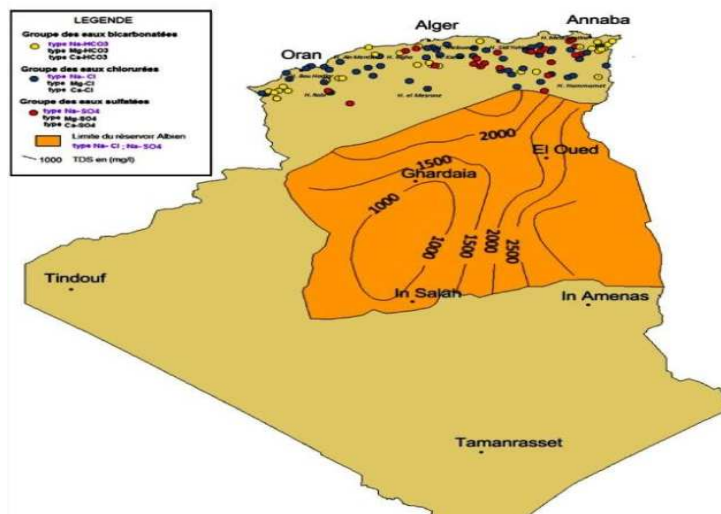 LEGENDE
Groupe des eaux bicarbonatées
type Na-HCO3
type Mg-HCO3
type Ca-HCO3
Groupe des eaux chlorurées
type Na-Cl
type Mg-Cl
type Ca-Cl
Groupe des eaux sulfatées
type Na-SO4
type Mg-SO4
type Ca-SO4
Limite du réservoir Albien
type Na-Cl ; Na-SO4
1000 TDS en (mg/l)
Annaba
Alger
Oran
2000
El Oued
1500
Ghardaia
1000
1000
1500
2000
2500
Tindouf
In Salah
In Amenas
Tamanrasset